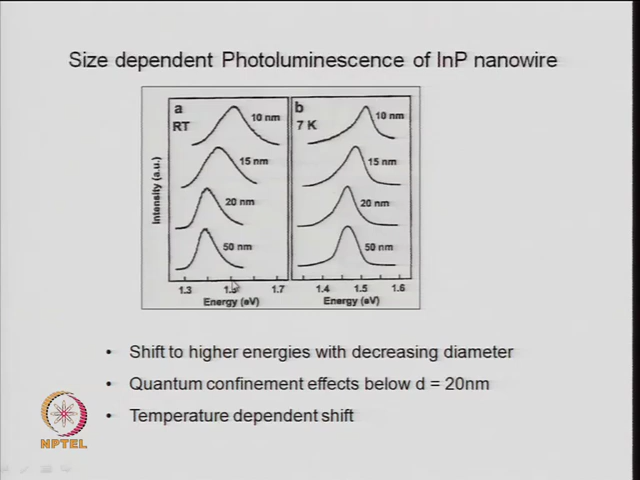 Size dependent Photoluminescence of InP nanowire
a
RT
10 nm
15 nm
20 nm
50 nm
Intensity (a.u.)
1.3 1.5 1.7
Energy (eV)
b
7 K
10 nm
15 nm
20 nm
50 nm
1.4 1.5 1.6
Energy (eV)
• Shift to higher energies with decreasing diameter
• Quantum confinement effects below d = 20nm
• Temperature dependent shift
NPTEL